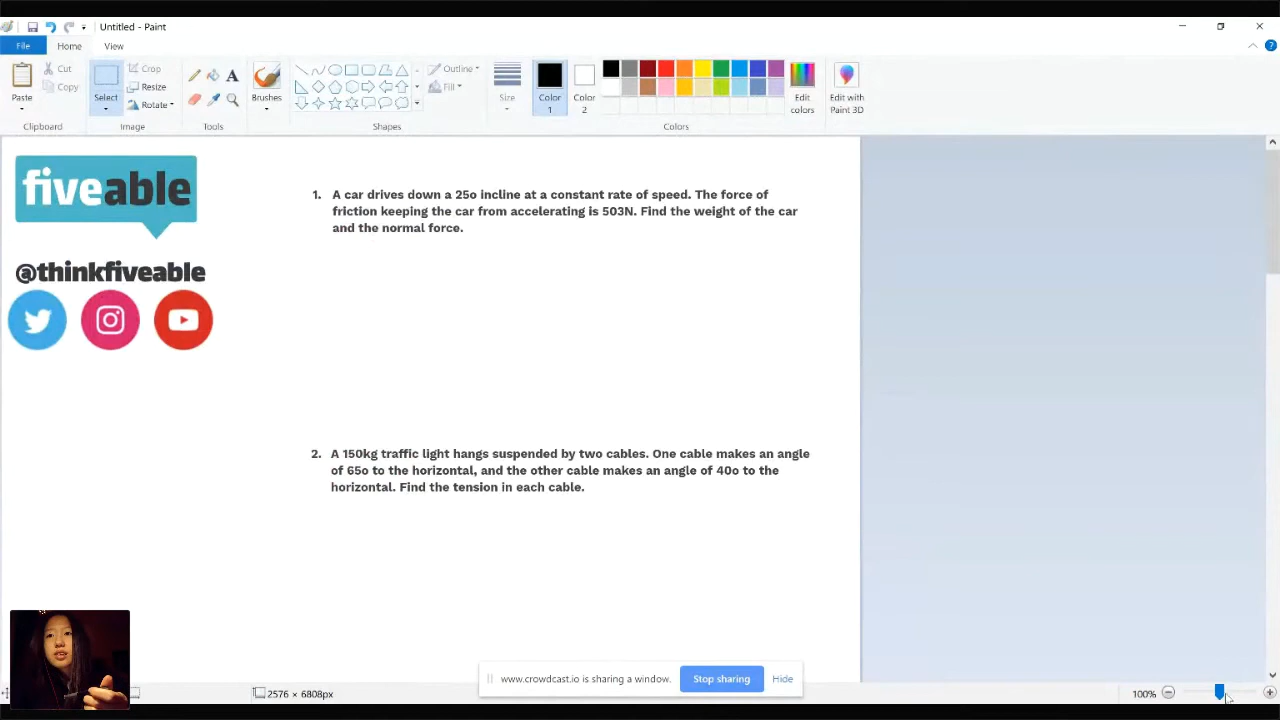 Untitled - Paint
File Home View
Paste
Cut
Copy
Clipboard
Select
Crop
Resize
Rotate
Image
Tools
Brushes
Shapes
Outline
Fill
Size
Color 1
Color 2
Colors
Edit colors
Edit with Paint 3D
fiveable
@thinkfiveable
1. A car drives down a 25o incline at a constant rate of speed. The force of
friction keeping the car from accelerating is 503N. Find the weight of the car
and the normal force.
2. A 150kg traffic light hangs suspended by two cables. One cable makes an angle
of 65o to the horizontal, and the other cable makes an angle of 40o to the
horizontal. Find the tension in each cable.
www.crowdcast.io is sharing a window. Stop sharing Hide
2576 x 6808px
100%